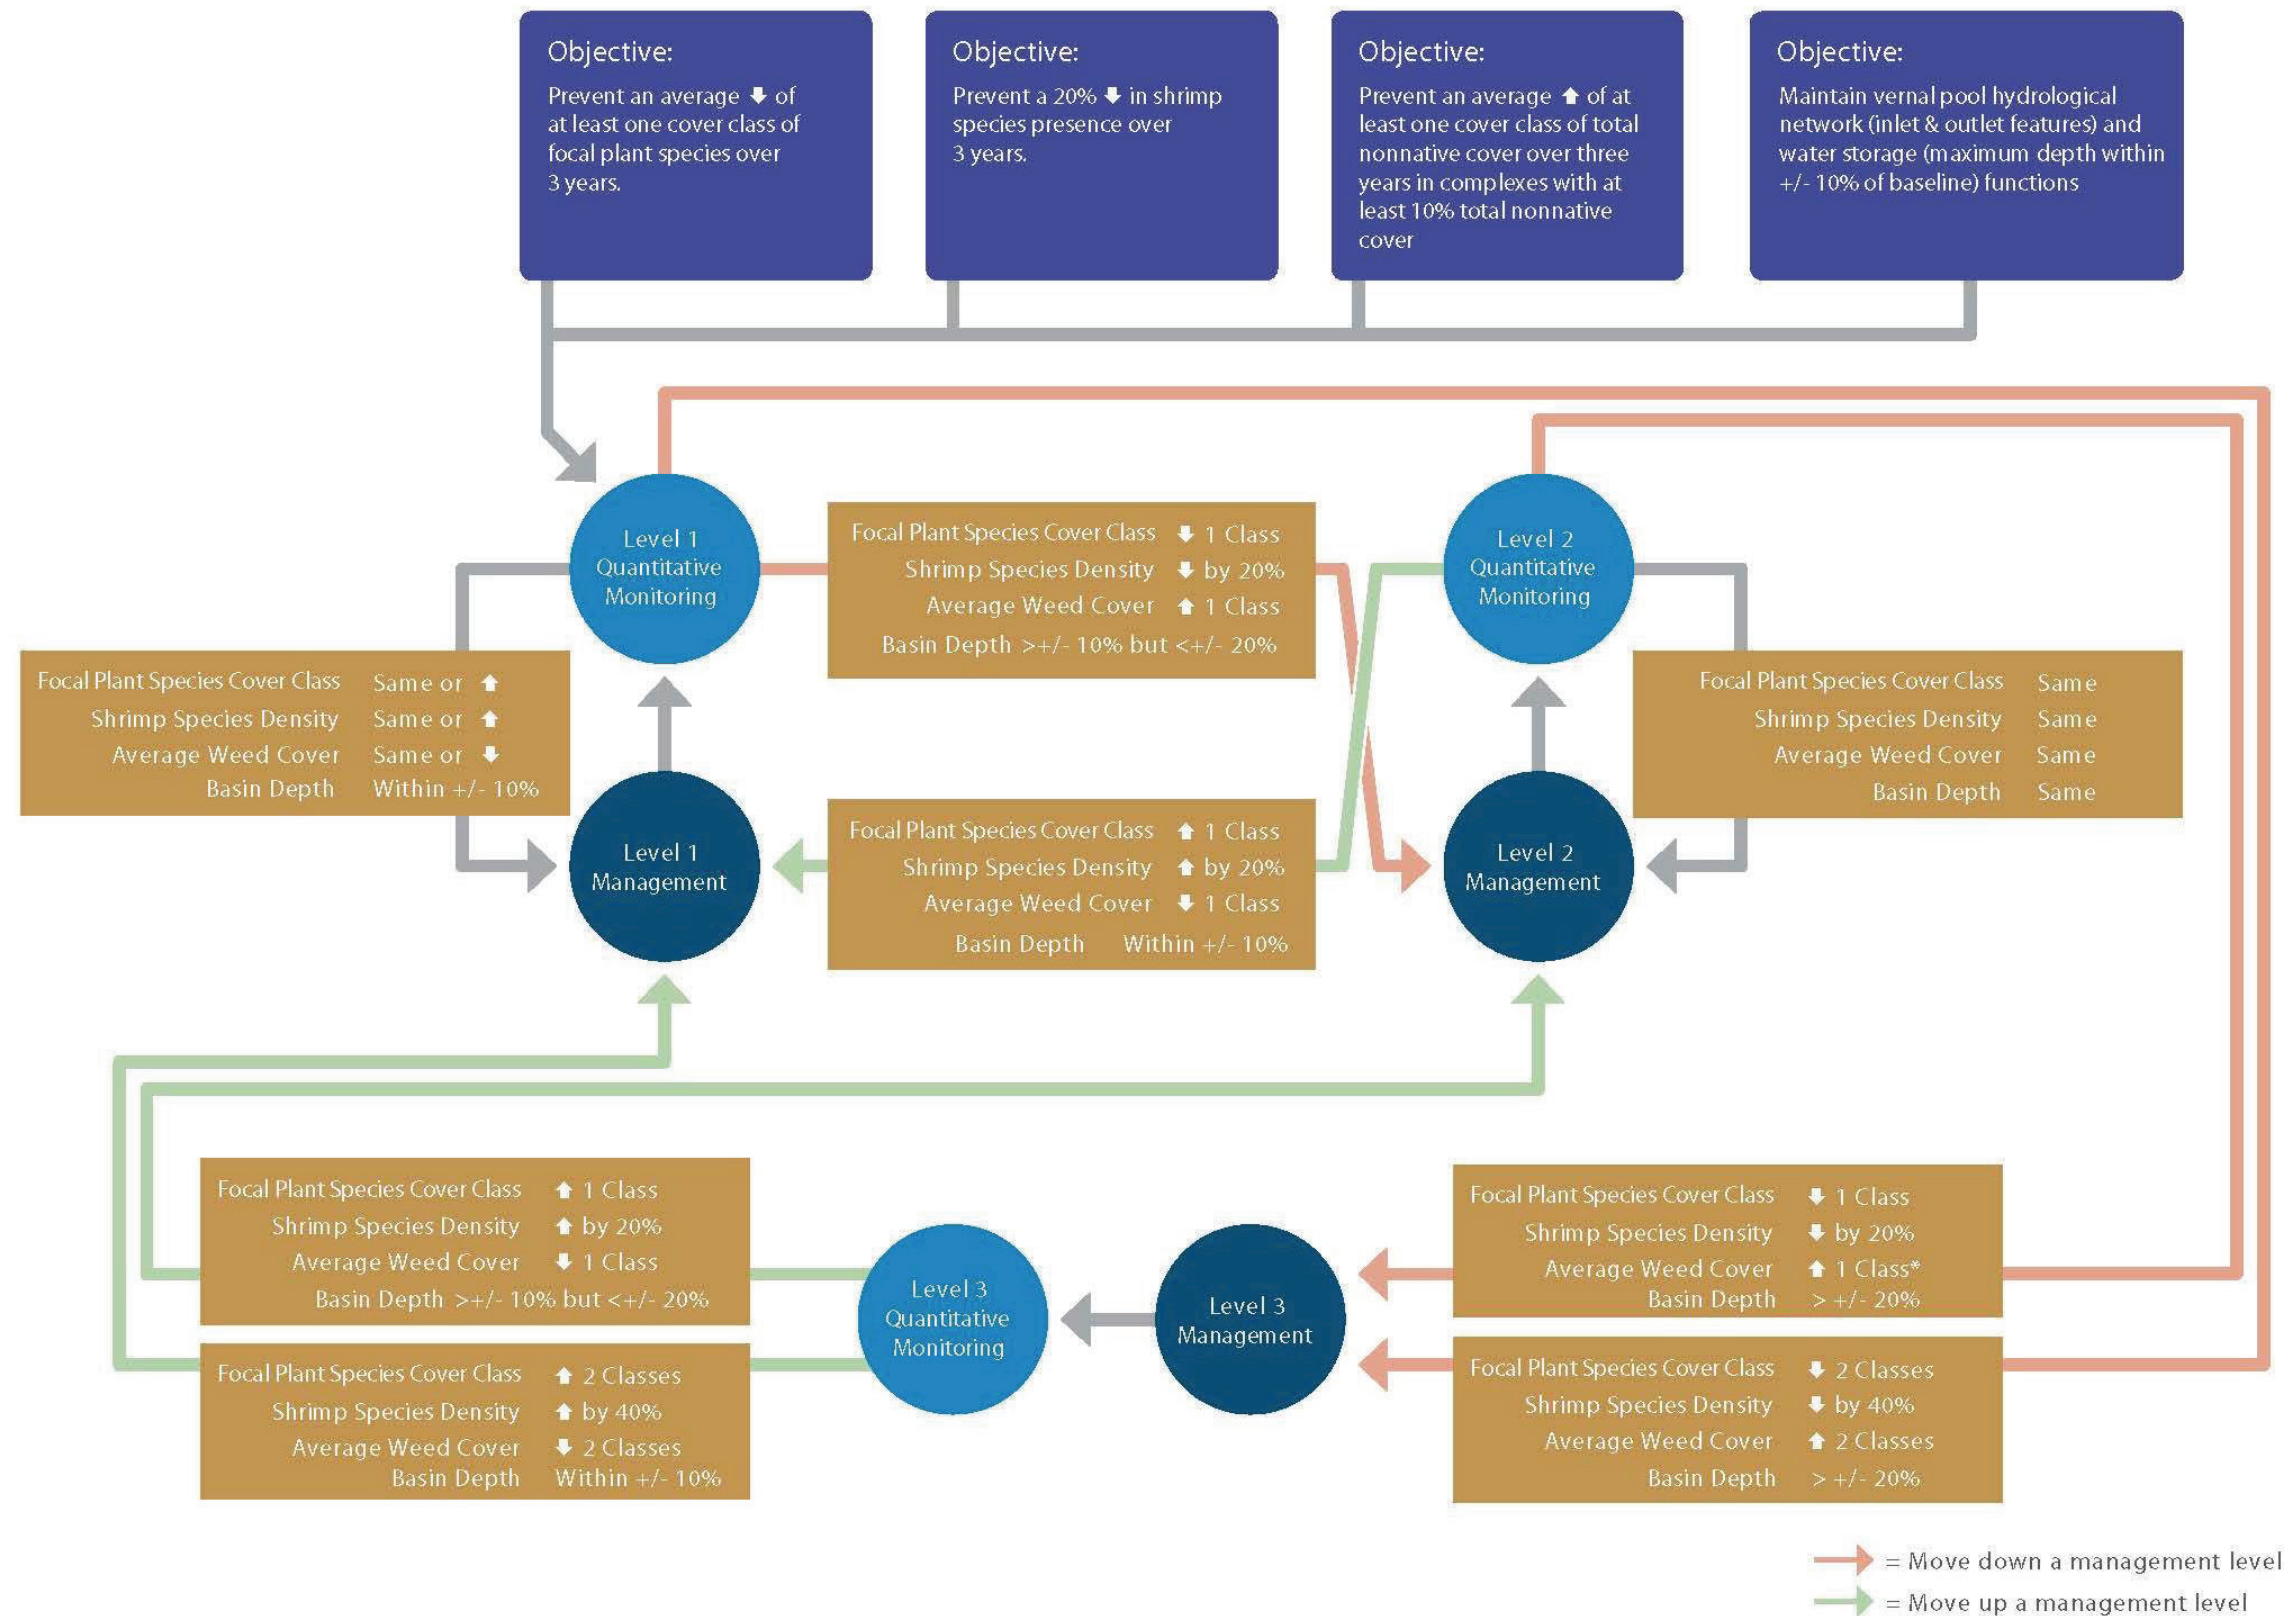 Objective:
Prevent an average ⬇ of
at least one cover class of
focal plant species over
3 years.
Objective:
Prevent a 20% ⬇ in shrimp
species presence over
3 years.
Objective:
Prevent an average ⬆ of at
least one cover class of total
nonnative cover over three
years in complexes with at
least 10% total nonnative
cover
Objective:
Maintain vernal pool hydrological
network (inlet & outlet features) and
water storage (maximum depth within
+/- 10% of baseline) functions
Level 1
Quantitative
Monitoring
Focal Plant Species Cover Class ⬇ 1 Class
Shrimp Species Density ⬇ by 20%
Average Weed Cover ⬆ 1 Class
Basin Depth >+/- 10% but <+/- 20%
Level 2
Quantitative
Monitoring
Focal Plant Species Cover Class Same or ⬆
Shrimp Species Density Same or ⬆
Average Weed Cover Same or ⬇
Basin Depth Within +/- 10%
Focal Plant Species Cover Class Same
Shrimp Species Density Same
Average Weed Cover Same
Basin Depth Same
Level 1
Management
Focal Plant Species Cover Class ⬆ 1 Class
Shrimp Species Density ⬆ by 20%
Average Weed Cover ⬇ 1 Class
Basin Depth Within +/- 10%
Level 2
Management
Focal Plant Species Cover Class ⬆ 1 Class
Shrimp Species Density ⬆ by 20%
Average Weed Cover ⬇ 1 Class
Basin Depth >+/- 10% but <+/- 20%
Focal Plant Species Cover Class ⬆ 2 Classes
Shrimp Species Density ⬆ by 40%
Average Weed Cover ⬇ 2 Classes
Basin Depth Within +/- 10%
Level 3
Quantitative
Monitoring
Level 3
Management
Focal Plant Species Cover Class ⬇ 1 Class
Shrimp Species Density ⬇ by 20%
Average Weed Cover ⬆ 1 Class*
Basin Depth > +/- 20%
Focal Plant Species Cover Class ⬇ 2 Classes
Shrimp Species Density ⬇ by 40%
Average Weed Cover ⬆ 2 Classes
Basin Depth > +/- 20%
= Move down a management level
= Move up a management level